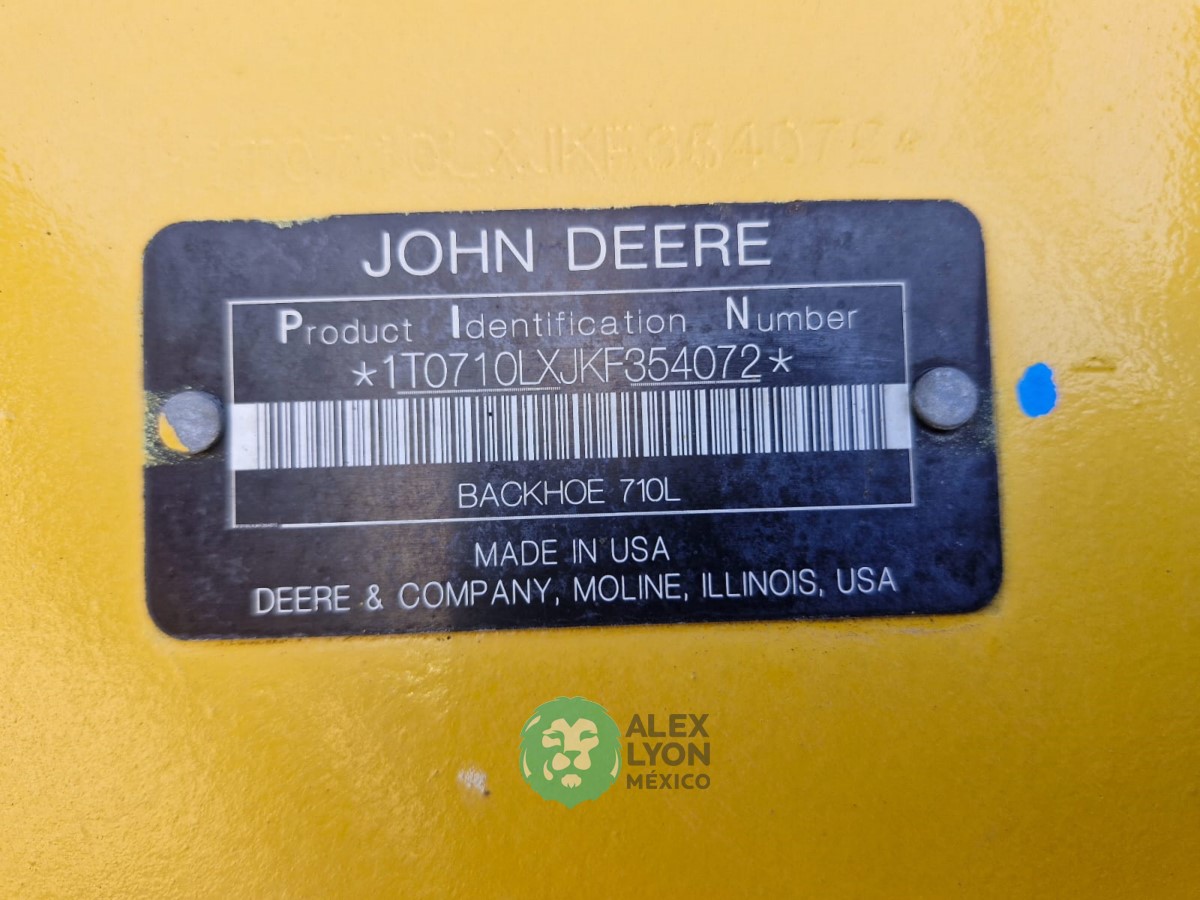 1T0710LXJKF354072*
JOHN DEERE
Product Identification Number
*1T0710LXJKF354072*
BACKHOE 710L
MADE IN USA
DEERE & COMPANY, MOLINE, ILLINOIS, USA
ALEX
LYON
MÉXICO